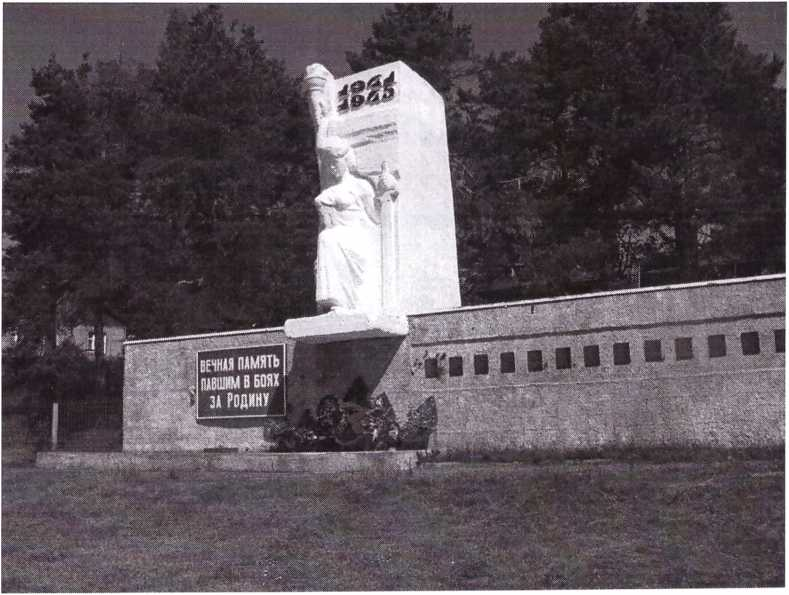 1941
1945
ВЕЧНАЯ ПАМЯТЬ
ПАВШИМ В БОЯХ
ЗА РОДИНУ